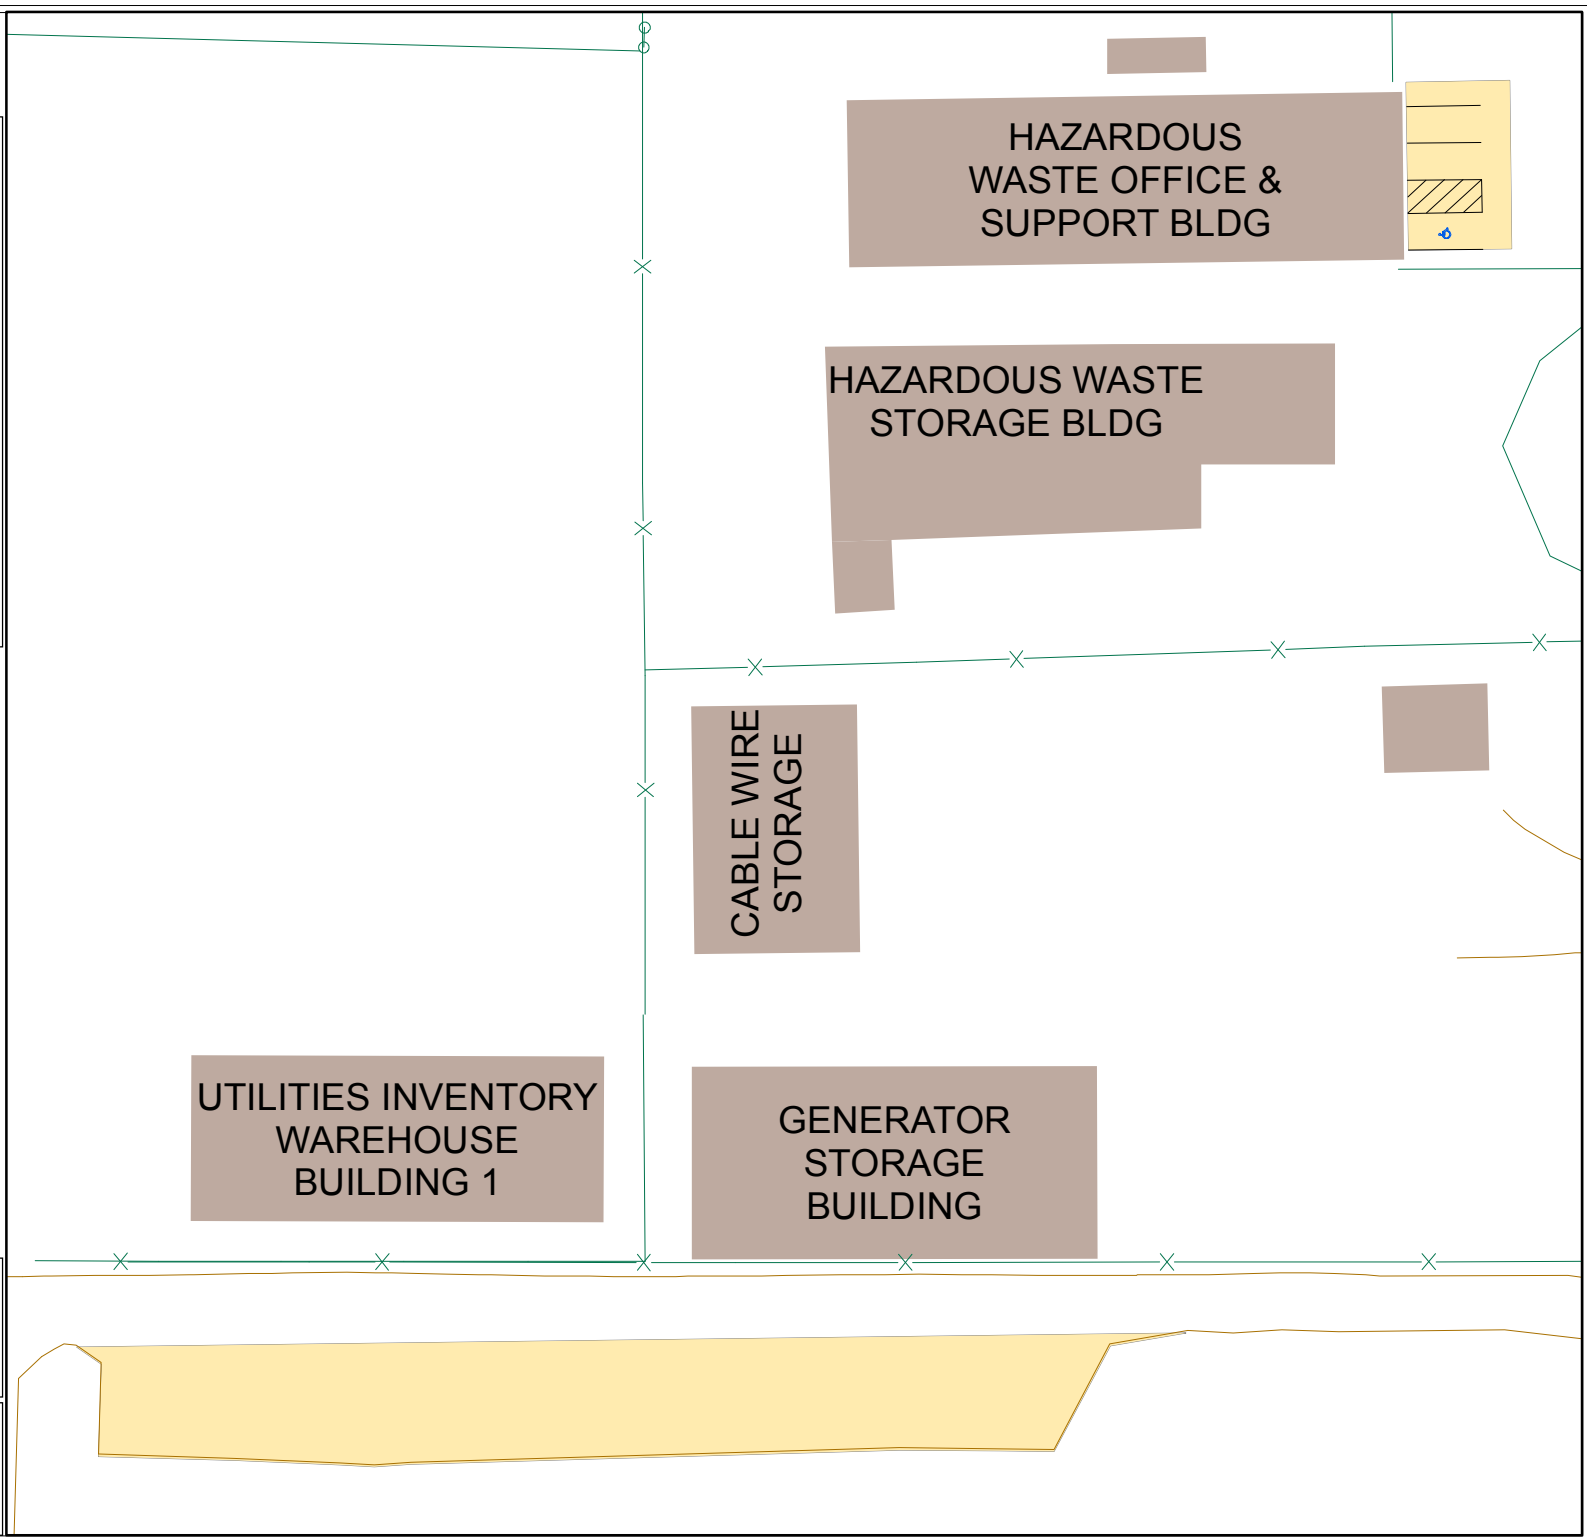 HAZARDOUS
WASTE OFFICE &
SUPPORT BLDG
HAZARDOUS WASTE
STORAGE BLDG
CABLE WIRE
STORAGE
UTILITIES INVENTORY
WAREHOUSE
BUILDING 1
GENERATOR
STORAGE
BUILDING